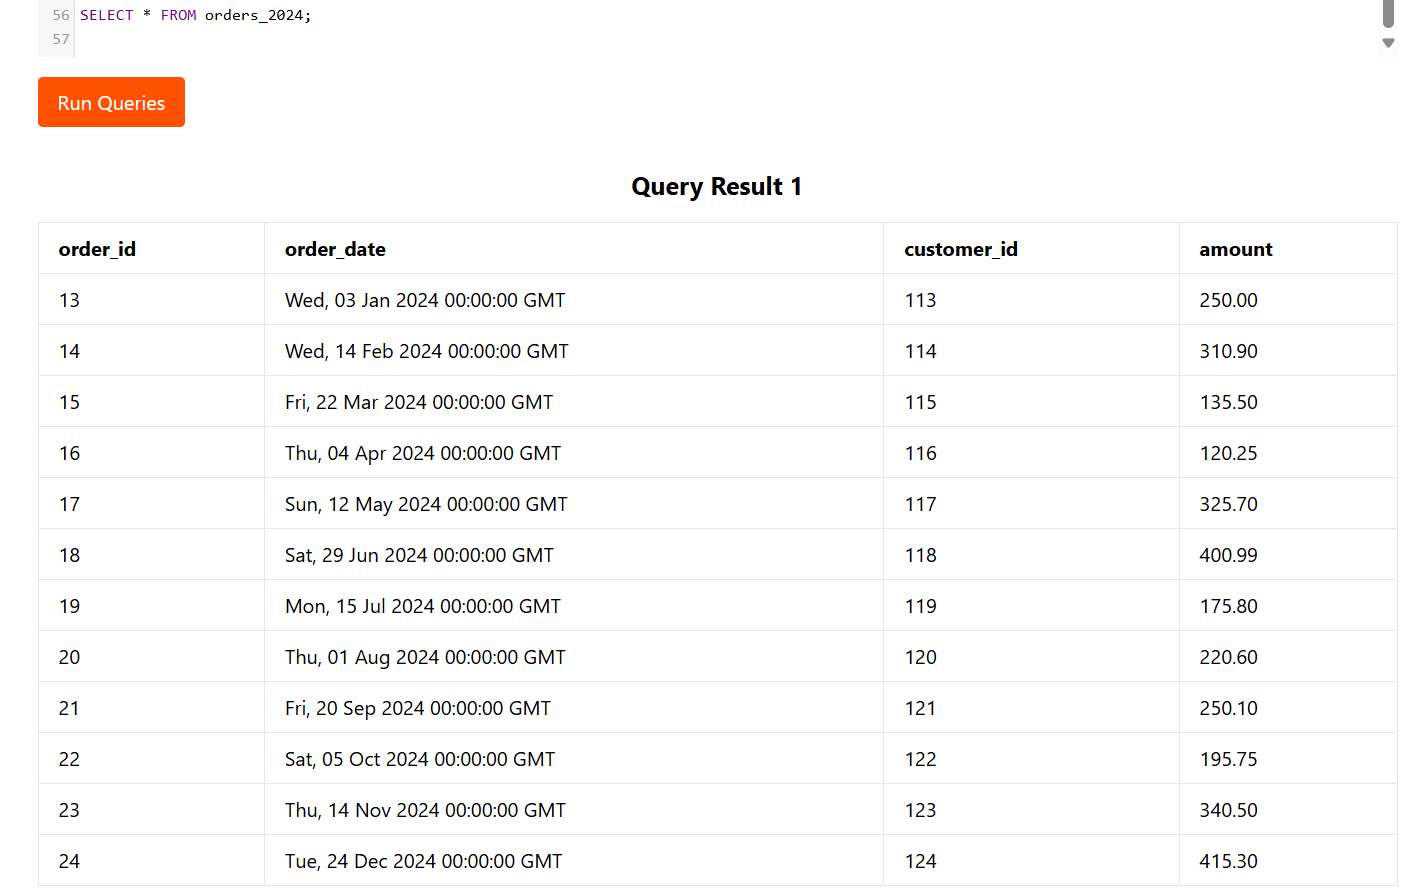 56 SELECT * FROM orders_2024;
57
Run Queries
Query Result 1
order_id order_date customer_id amount
13 Wed, 03 Jan 2024 00:00:00 GMT 113 250.00
14 Wed, 14 Feb 2024 00:00:00 GMT 114 310.90
15 Fri, 22 Mar 2024 00:00:00 GMT 115 135.50
16 Thu, 04 Apr 2024 00:00:00 GMT 116 120.25
17 Sun, 12 May 2024 00:00:00 GMT 117 325.70
18 Sat, 29 Jun 2024 00:00:00 GMT 118 400.99
19 Mon, 15 Jul 2024 00:00:00 GMT 119 175.80
20 Thu, 01 Aug 2024 00:00:00 GMT 120 220.60
21 Fri, 20 Sep 2024 00:00:00 GMT 121 250.10
22 Sat, 05 Oct 2024 00:00:00 GMT 122 195.75
23 Thu, 14 Nov 2024 00:00:00 GMT 123 340.50
24 Tue, 24 Dec 2024 00:00:00 GMT 124 415.30